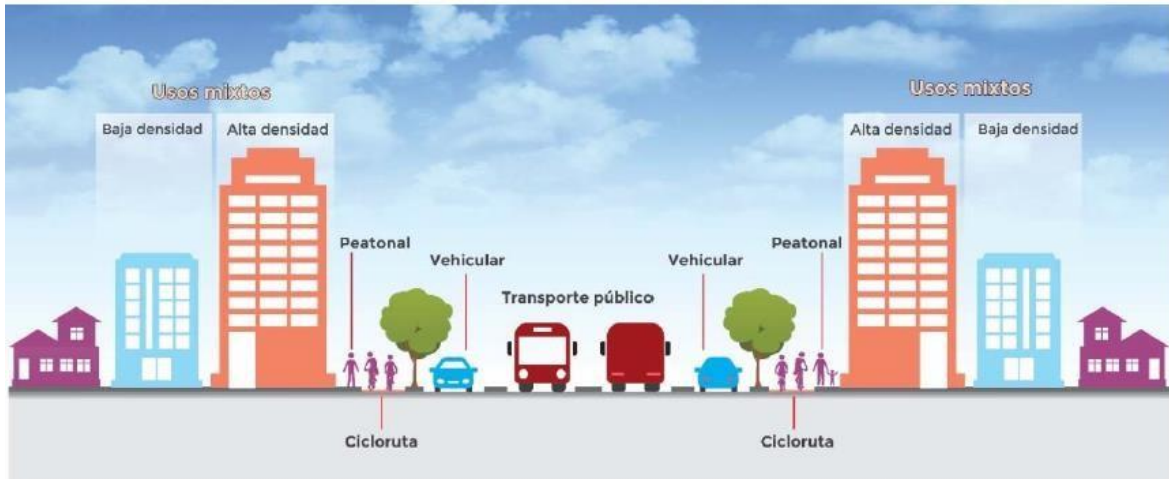 Usos mixtos
Usos mixtos
Baja densidad
Alta densidad
Alta densidad
Baja densidad
Peatonal
Vehicular
Transporte público
Vehicular
Peatonal
Cicloruta
Cicloruta